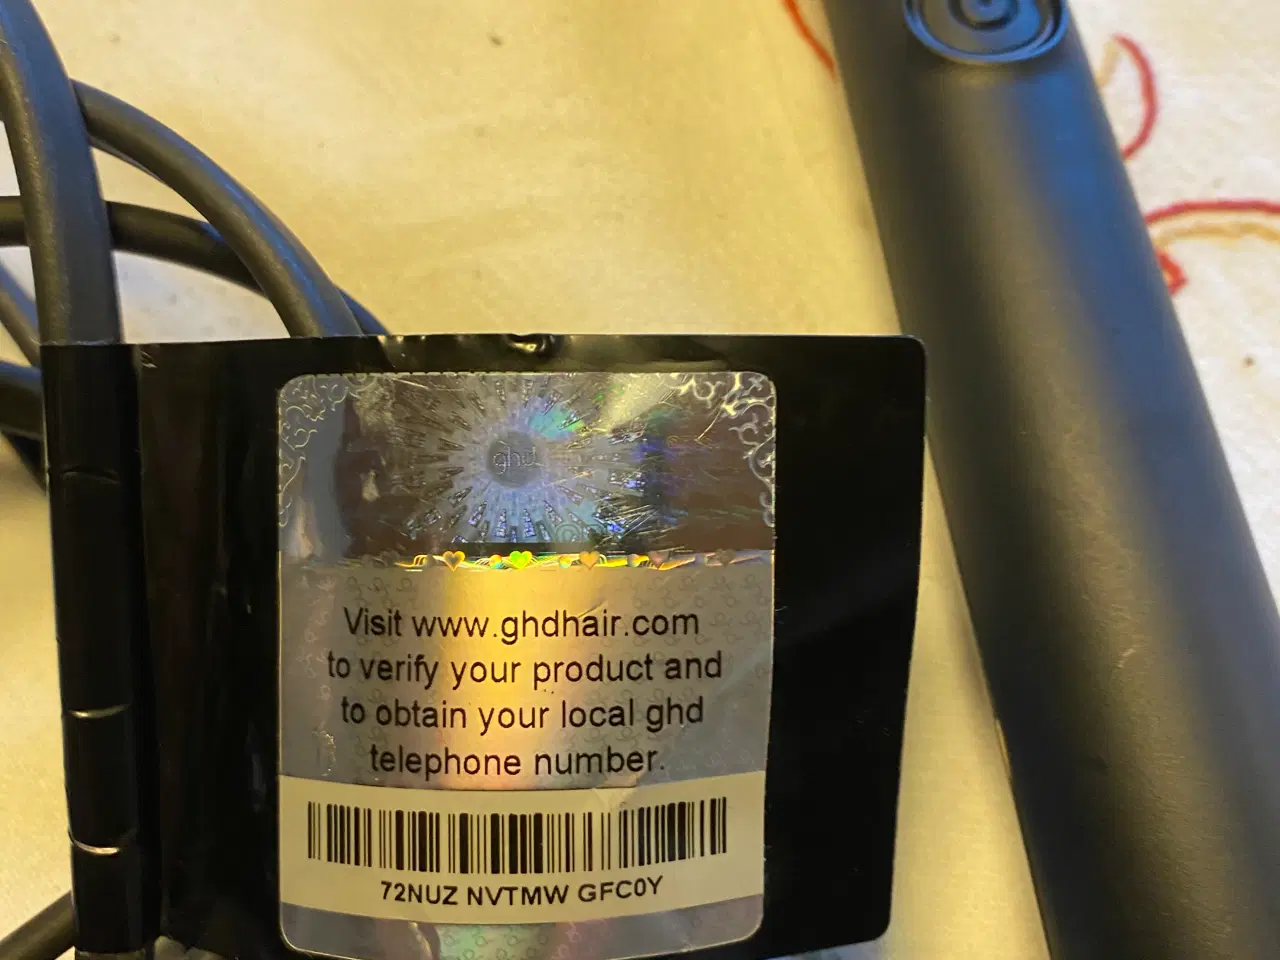 ghd
Visit www.ghdhair.com
to verify your product and
to obtain your local ghd
telephone number.
72NUZ NVTMW GFC0Y